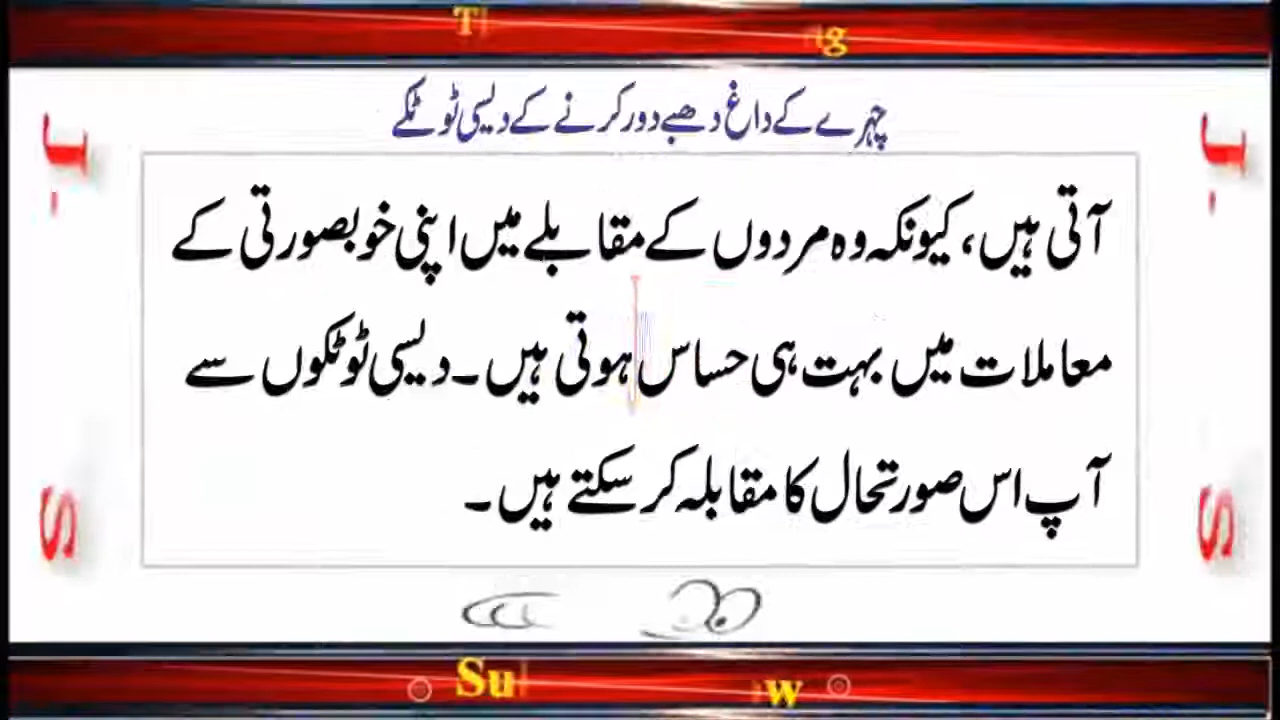 چہرے کے داغ دھبے دور کرنے کے دیسی ٹوٹکے
آتی ہیں، کیونکہ وہ مردوں کے مقابلے میں اپنی خوبصورتی کے
معاملات میں بہت ہی حساس ہوتی ہیں۔ دیسی ٹوٹکوں سے
آپ اس صورتحال کا مقابلہ کر سکتے ہیں۔